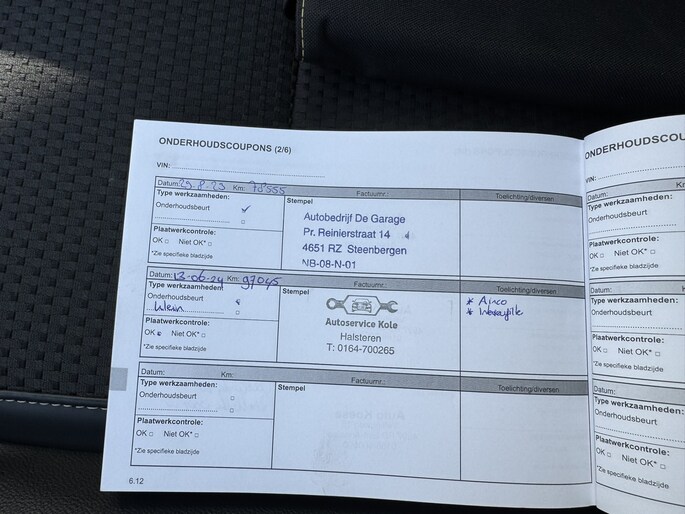 ONDERHOUDSCOUPONS (2/6)
VIN:
Datum: 29-8-23 Km: 78555 Factuurnr.: Toelichting/diversen:
Type werkzaamheden: Stempel
Onderhoudsbeurt ✓
Plaatwerkcontrole:
OK □ Niet OK* □
*Zie specifieke bladzijde
Autobedrijf De Garage
Pr. Reinierstraat 14
4651 RZ Steenbergen
NB-08-N-01
Datum: 13-06-24 Km: 97045 Factuurnr.: Toelichting/diversen:
Type werkzaamheden: Stempel
Onderhoudsbeurt
klein
Plaatwerkcontrole:
OK Niet OK* □
*Zie specifieke bladzijde
Autoservice Kole
Halsteren
T: 0164-700265
* Airco
* Interieurfilter
Datum: Km: Factuurnr.: Toelichting/diversen:
Type werkzaamheden: Stempel
Onderhoudsbeurt □
Plaatwerkcontrole:
OK □ Niet OK* □
*Zie specifieke bladzijde
6.12
ONDERHOUDSCOU
VIN:
Datum: K
Type werkzaamheden:
Onderhoudsbeurt
Plaatwerkcontrole:
OK □ Niet OK* □
*Zie specifieke bladzijde
Datum:
Type werkzaamheden:
Onderhoudsbeurt
Plaatwerkcontrole:
OK □ Niet OK* □
*Zie specifieke bladzijde
Datum:
Type werkzaamheden:
Onderhoudsbeurt
Plaatwerkcontrole:
OK □ Niet OK* □
*Zie specifieke bladzijde